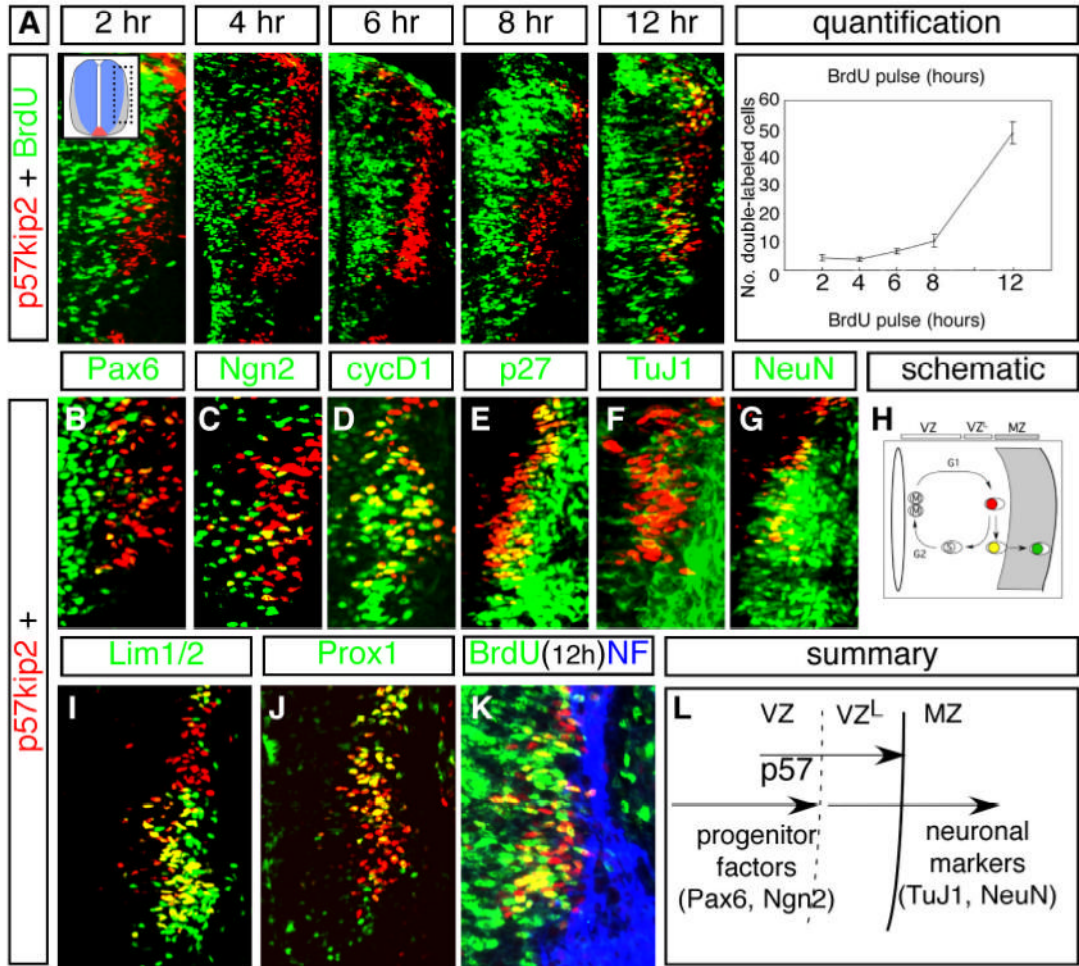 A
2 hr
4 hr
6 hr
8 hr
12 hr
quantification
p57kip2 + BrdU
BrdU pulse (hours)
No. double-labeled cells
60
50
40
30
20
10
0
2 4 6 8 12
BrdU pulse (hours)
Pax6
Ngn2
cycD1
p27
TuJ1
NeuN
schematic
p57kip2 +
B
C
D
E
F
G
H
VZ
VZL
MZ
G1
M
M
S
G2
Lim1/2
Prox1
BrdU(12h)NF
summary
I
J
K
L
VZ
VZL
MZ
p57
progenitor
factors
(Pax6, Ngn2)
neuronal
markers
(TuJ1, NeuN)